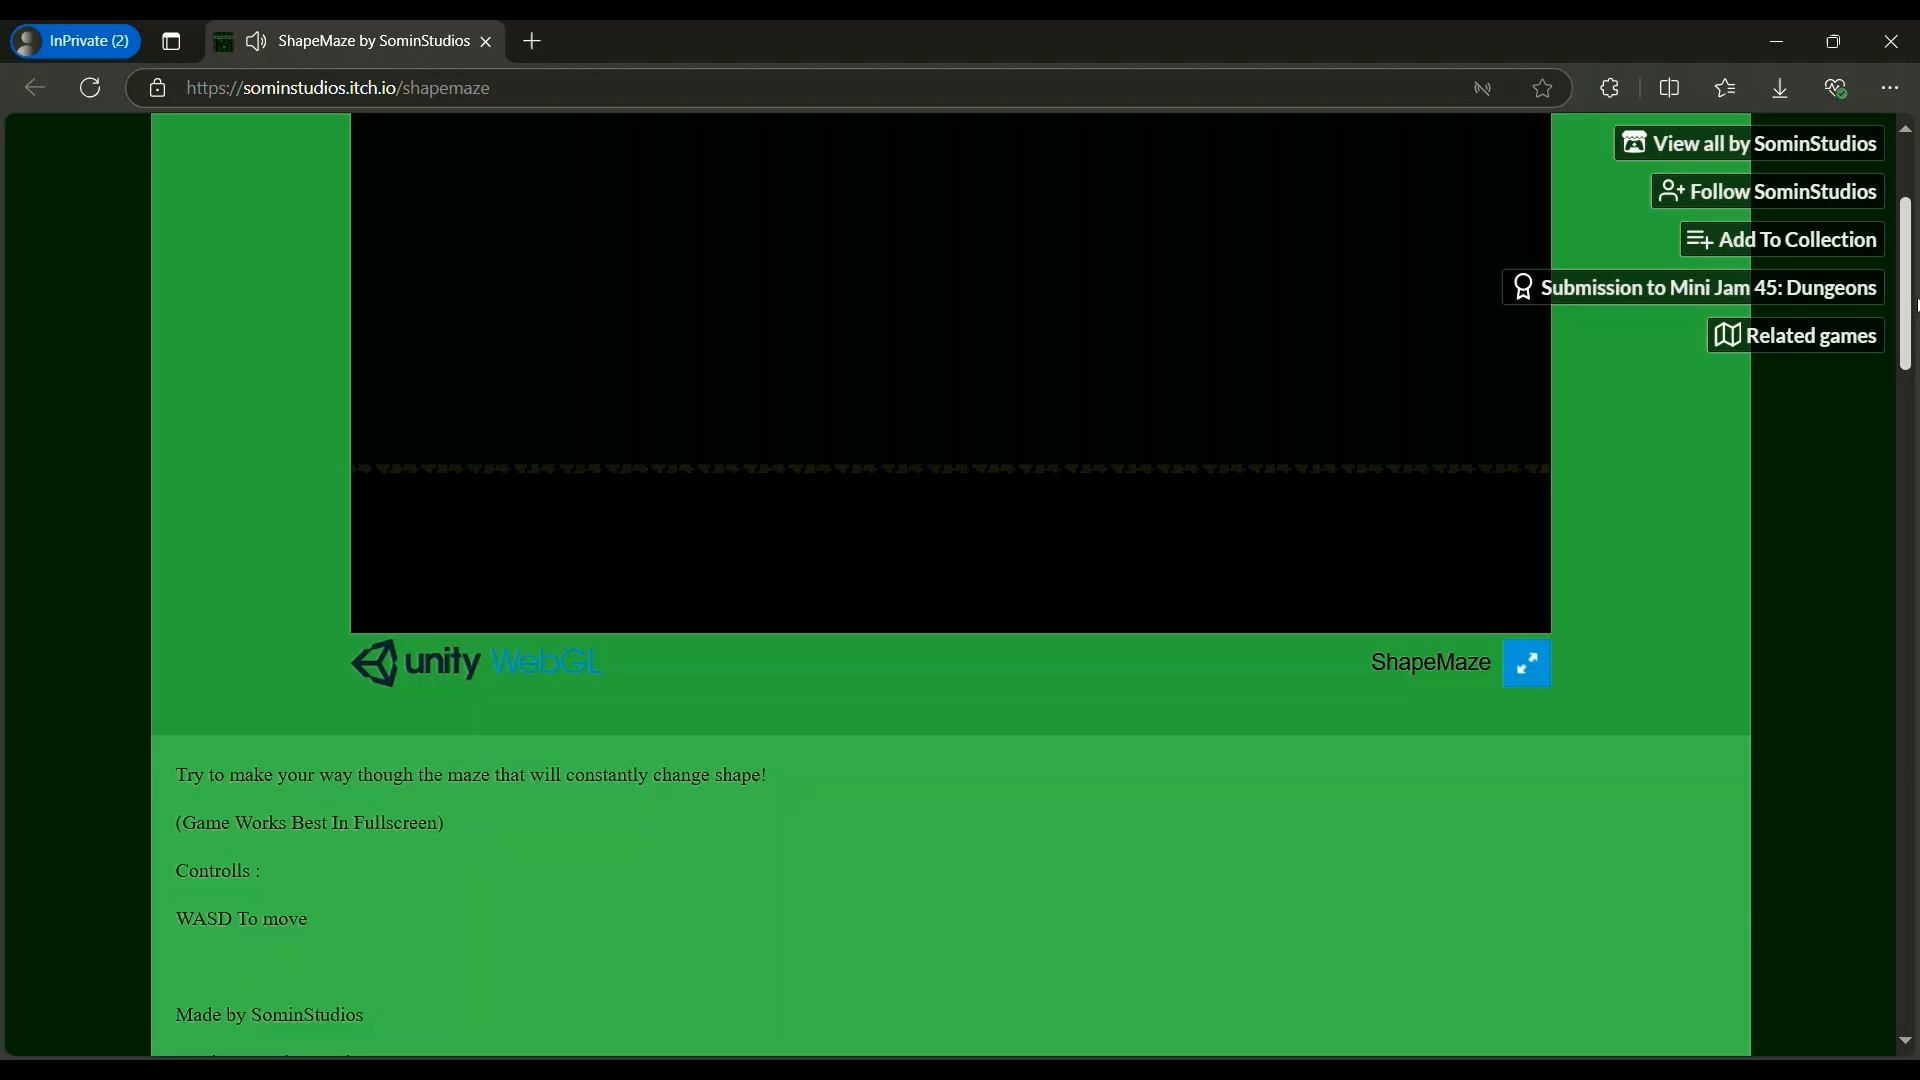 InPrivate (2)
ShapeMaze by SominStudios
https://sominstudios.itch.io/shapemaze
View all by SominStudios
Follow SominStudios
Add To Collection
Submission to Mini Jam 45: Dungeons
Related games
unity WebGL
ShapeMaze
Try to make your way though the maze that will constantly change shape!
(Game Works Best In Fullscreen)
Controlls :
WASD To move
Made by SominStudios